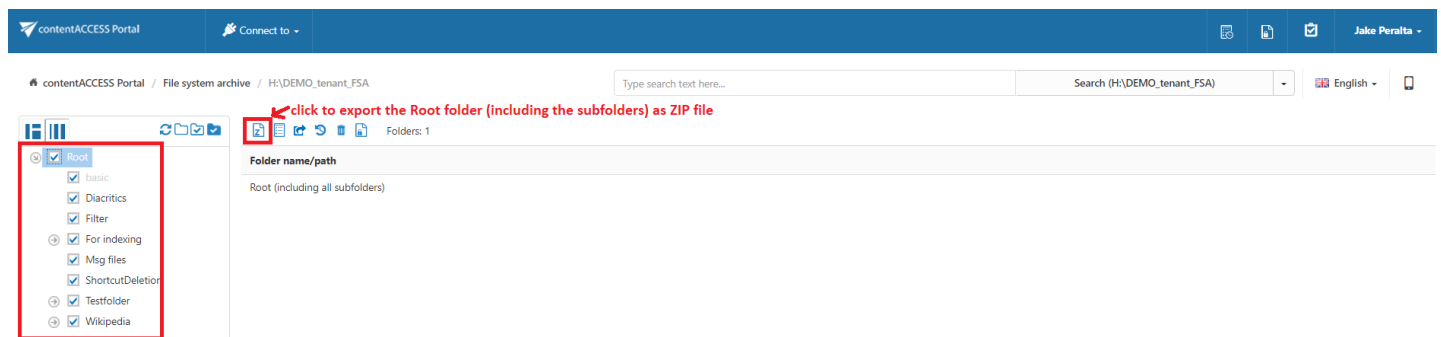 contentACCESS Portal
Connect to
Jake Peralta
contentACCESS Portal / File system archive / H:\DEMO_tenant_FSA
Type search text here...
Search (H:\DEMO_tenant_FSA)
English
click to export the Root folder (including the subfolders) as ZIP file
Folders: 1
Root
Folder name/path
basic
Root (including all subfolders)
Diacritics
Filter
For indexing
Msg files
ShortcutDeletion
Testfolder
Wikipedia